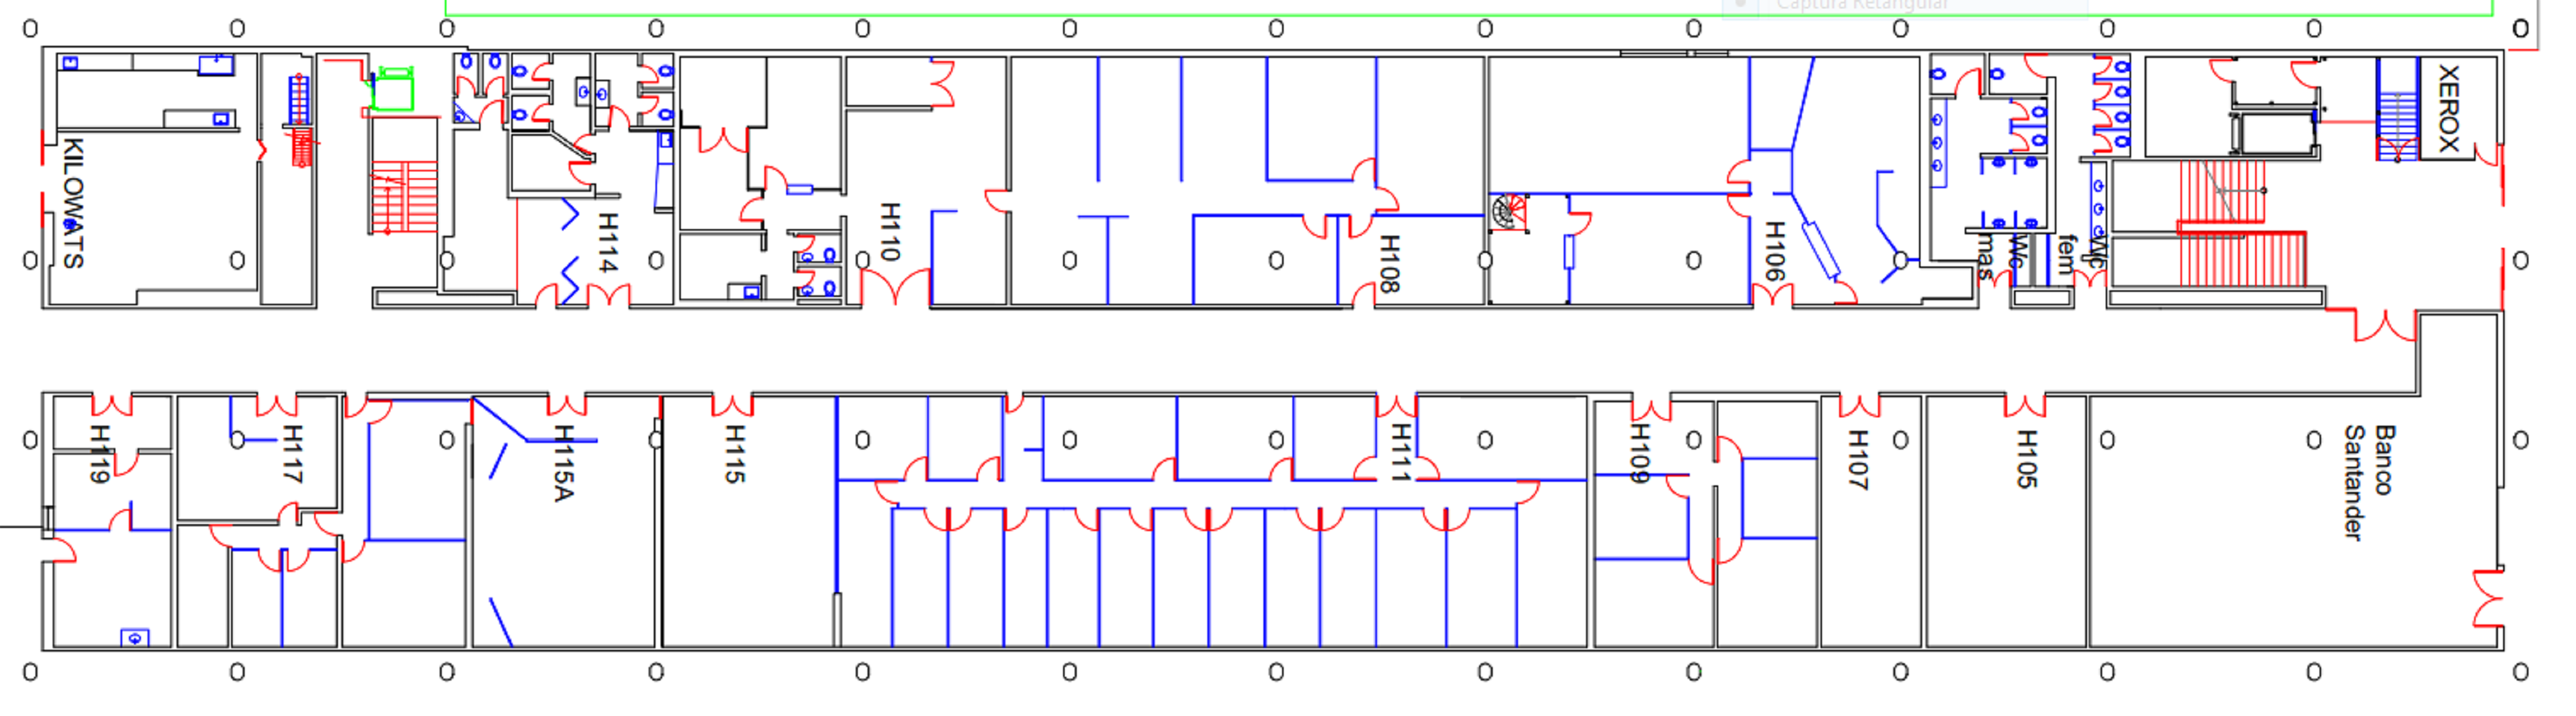 Captura Retangular
KILOWATS
H114
H110
H108
H106
Wc
mas
Wc
fem
XEROX
H119
H117
H115A
H115
H111
H109
H107
H105
Banco
Santander